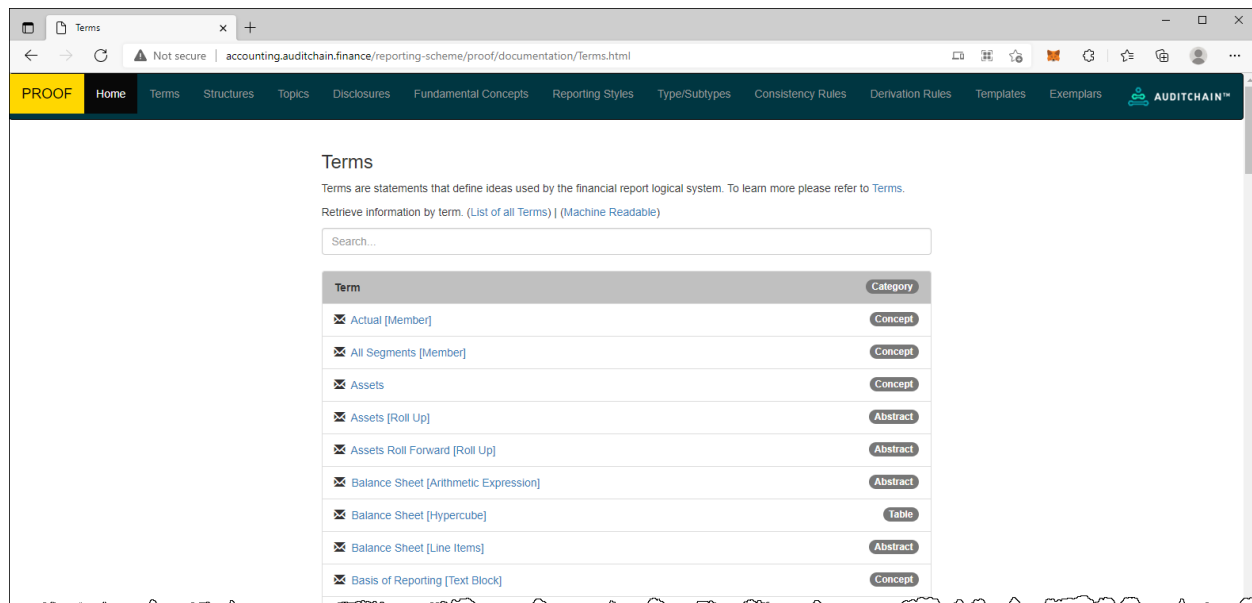 Terms
Not secure | accounting.auditchain.finance/reporting-scheme/proof/documentation/Terms.html
PROOF Home Terms Structures Topics Disclosures Fundamental Concepts Reporting Styles Type/Subtypes Consistency Rules Derivation Rules Templates Exemplars AUDITCHAIN™
Terms
Terms are statements that define ideas used by the financial report logical system. To learn more please refer to Terms.
Retrieve information by term. (List of all Terms) | (Machine Readable)
Search...
Term Category
Actual [Member] Concept
All Segments [Member] Concept
Assets Concept
Assets [Roll Up] Abstract
Assets Roll Forward [Roll Up] Abstract
Balance Sheet [Arithmetic Expression] Abstract
Balance Sheet [Hypercube] Table
Balance Sheet [Line Items] Abstract
Basis of Reporting [Text Block] Concept